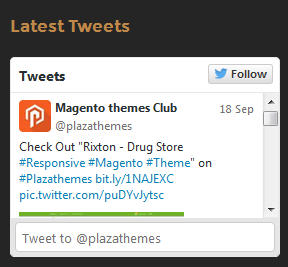 Latest Tweets
Tweets
Follow
Magento themes Club
18 Sep
@plazathemes
Check Out "Rixton - Drug Store
#Responsive #Magento #Theme" on
#Plazathemes bit.ly/1NAJEXC
pic.twitter.com/puDYvJytsc
Tweet to @plazathemes